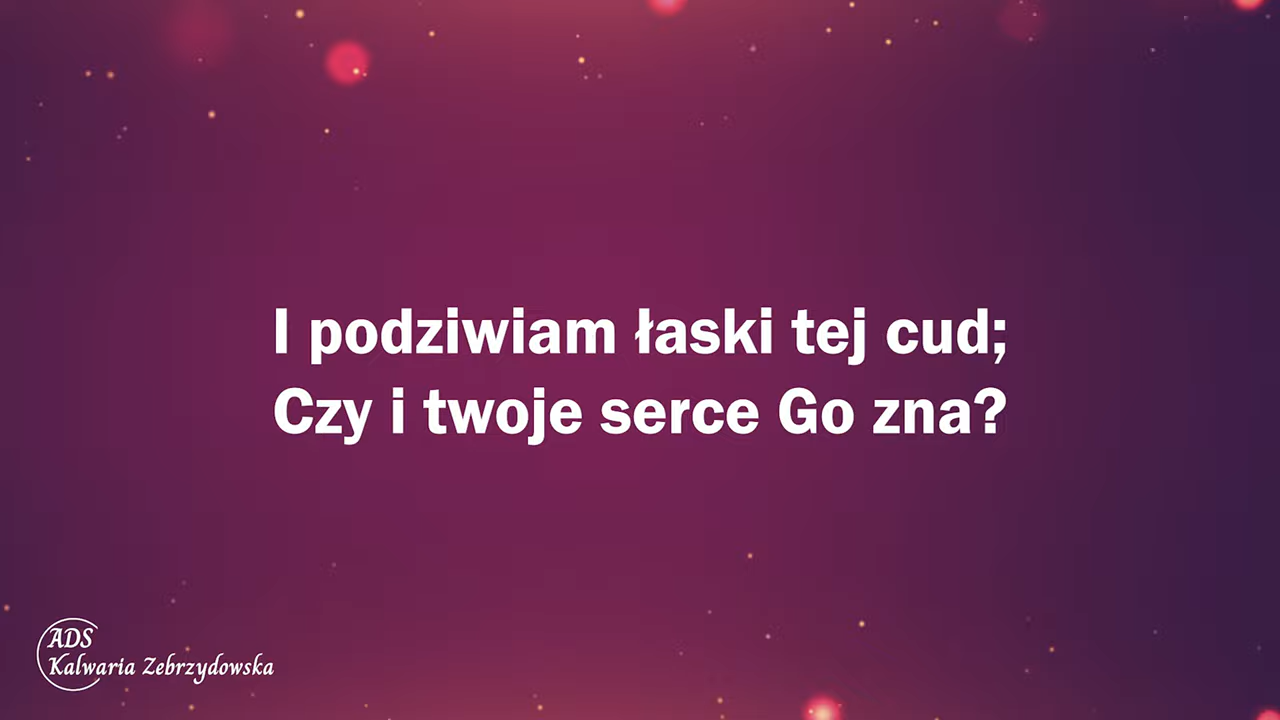 I podziwiam łaski tej cud;
Czy i twoje serce Go zna?
ADS
Kalwaria Zebrzydowska